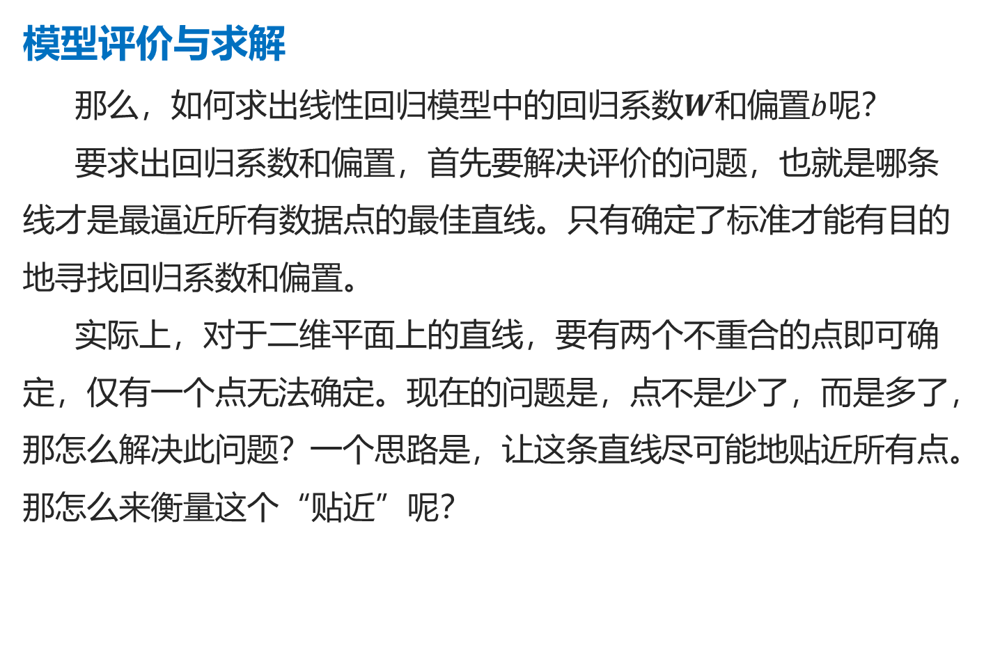 模型评价与求解
那么，如何求出线性回归模型中的回归系数W和偏置b呢？
要求出回归系数和偏置，首先要解决评价的问题，也就是哪条
线才是最逼近所有数据点的最佳直线。只有确定了标准才能有目的
地寻找回归系数和偏置。
实际上，对于二维平面上的直线，要有两个不重合的点即可确
定，仅有一个点无法确定。现在的问题是，点不是少了，而是多了，
那怎么解决此问题？一个思路是，让这条直线尽可能地贴近所有点。
那怎么来衡量这个“贴近”呢？